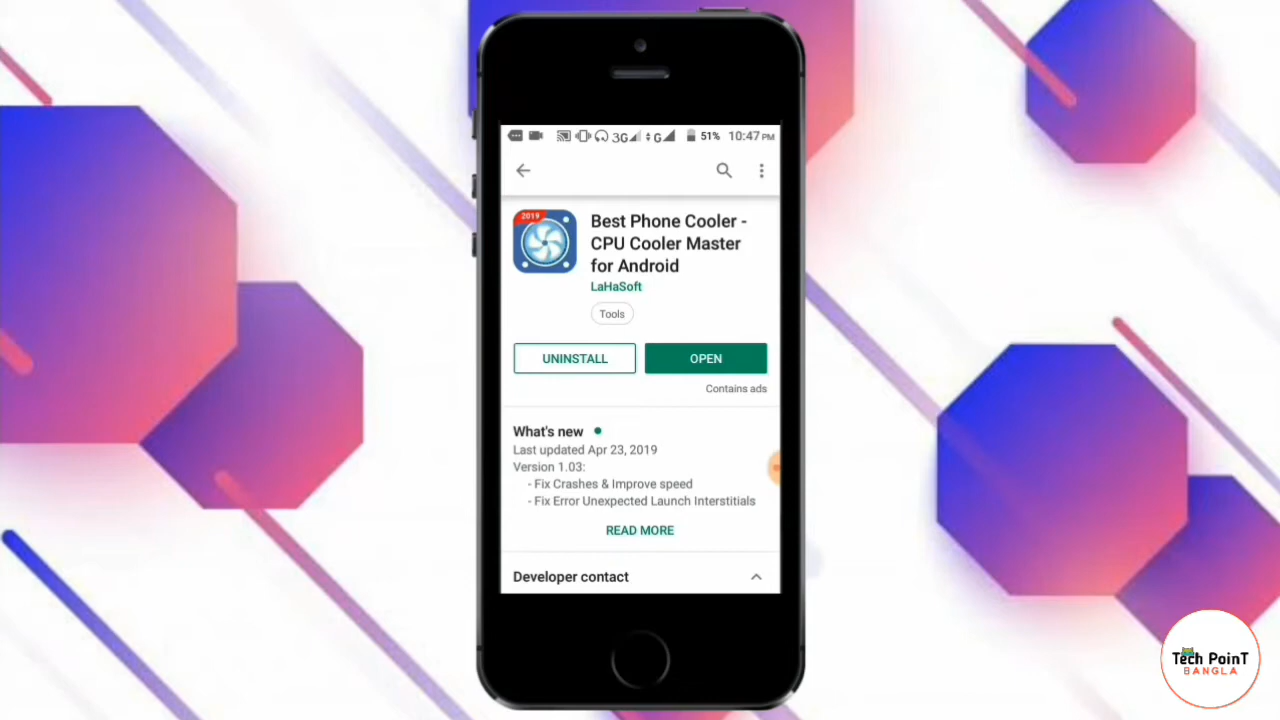 3G G 51% 10:47 PM
2019
Best Phone Cooler -
CPU Cooler Master
for Android
LaHaSoft
Tools
UNINSTALL OPEN
Contains ads
What's new
Last updated Apr 23, 2019
Version 1.03:
- Fix Crashes & Improve speed
- Fix Error Unexpected Launch Interstitials
READ MORE
Developer contact
Tech PoinT
BANGLA